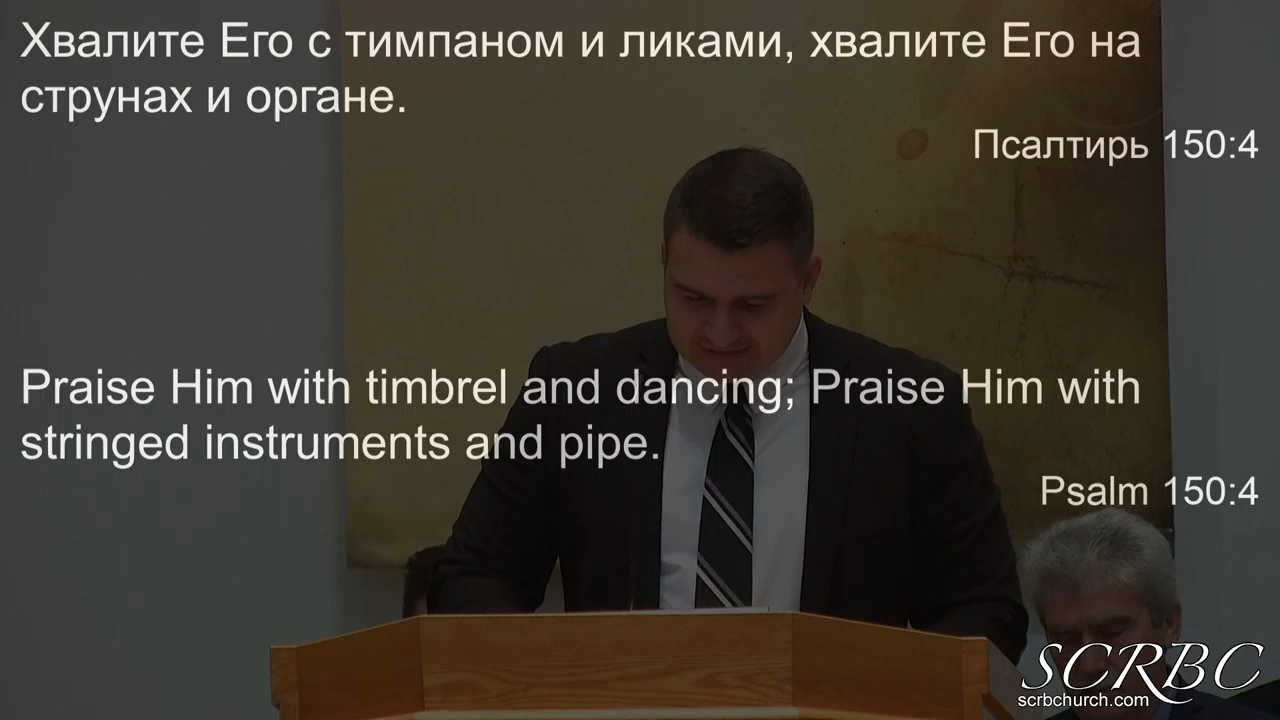 Хвалите Его с тимпаном и ликами, хвалите Его на
струнах и органе.
Псалтирь 150:4
Praise Him with timbrel and dancing; Praise Him with
stringed instruments and pipe.
Psalm 150:4
SCRBC
scrbchurch.com